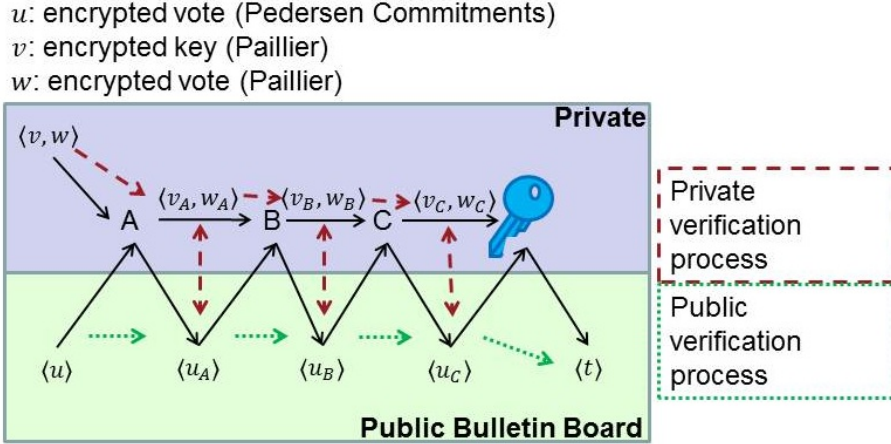 u: encrypted vote (Pedersen Commitments)
v: encrypted key (Paillier)
w: encrypted vote (Paillier)
Private
⟨v, w⟩
⟨v_A, w_A⟩ ⟨v_B, w_B⟩ ⟨v_C, w_C⟩
A B C
⟨u⟩ ⟨u_A⟩ ⟨u_B⟩ ⟨u_C⟩ ⟨t⟩
Public Bulletin Board
Private
verification
process
Public
verification
process